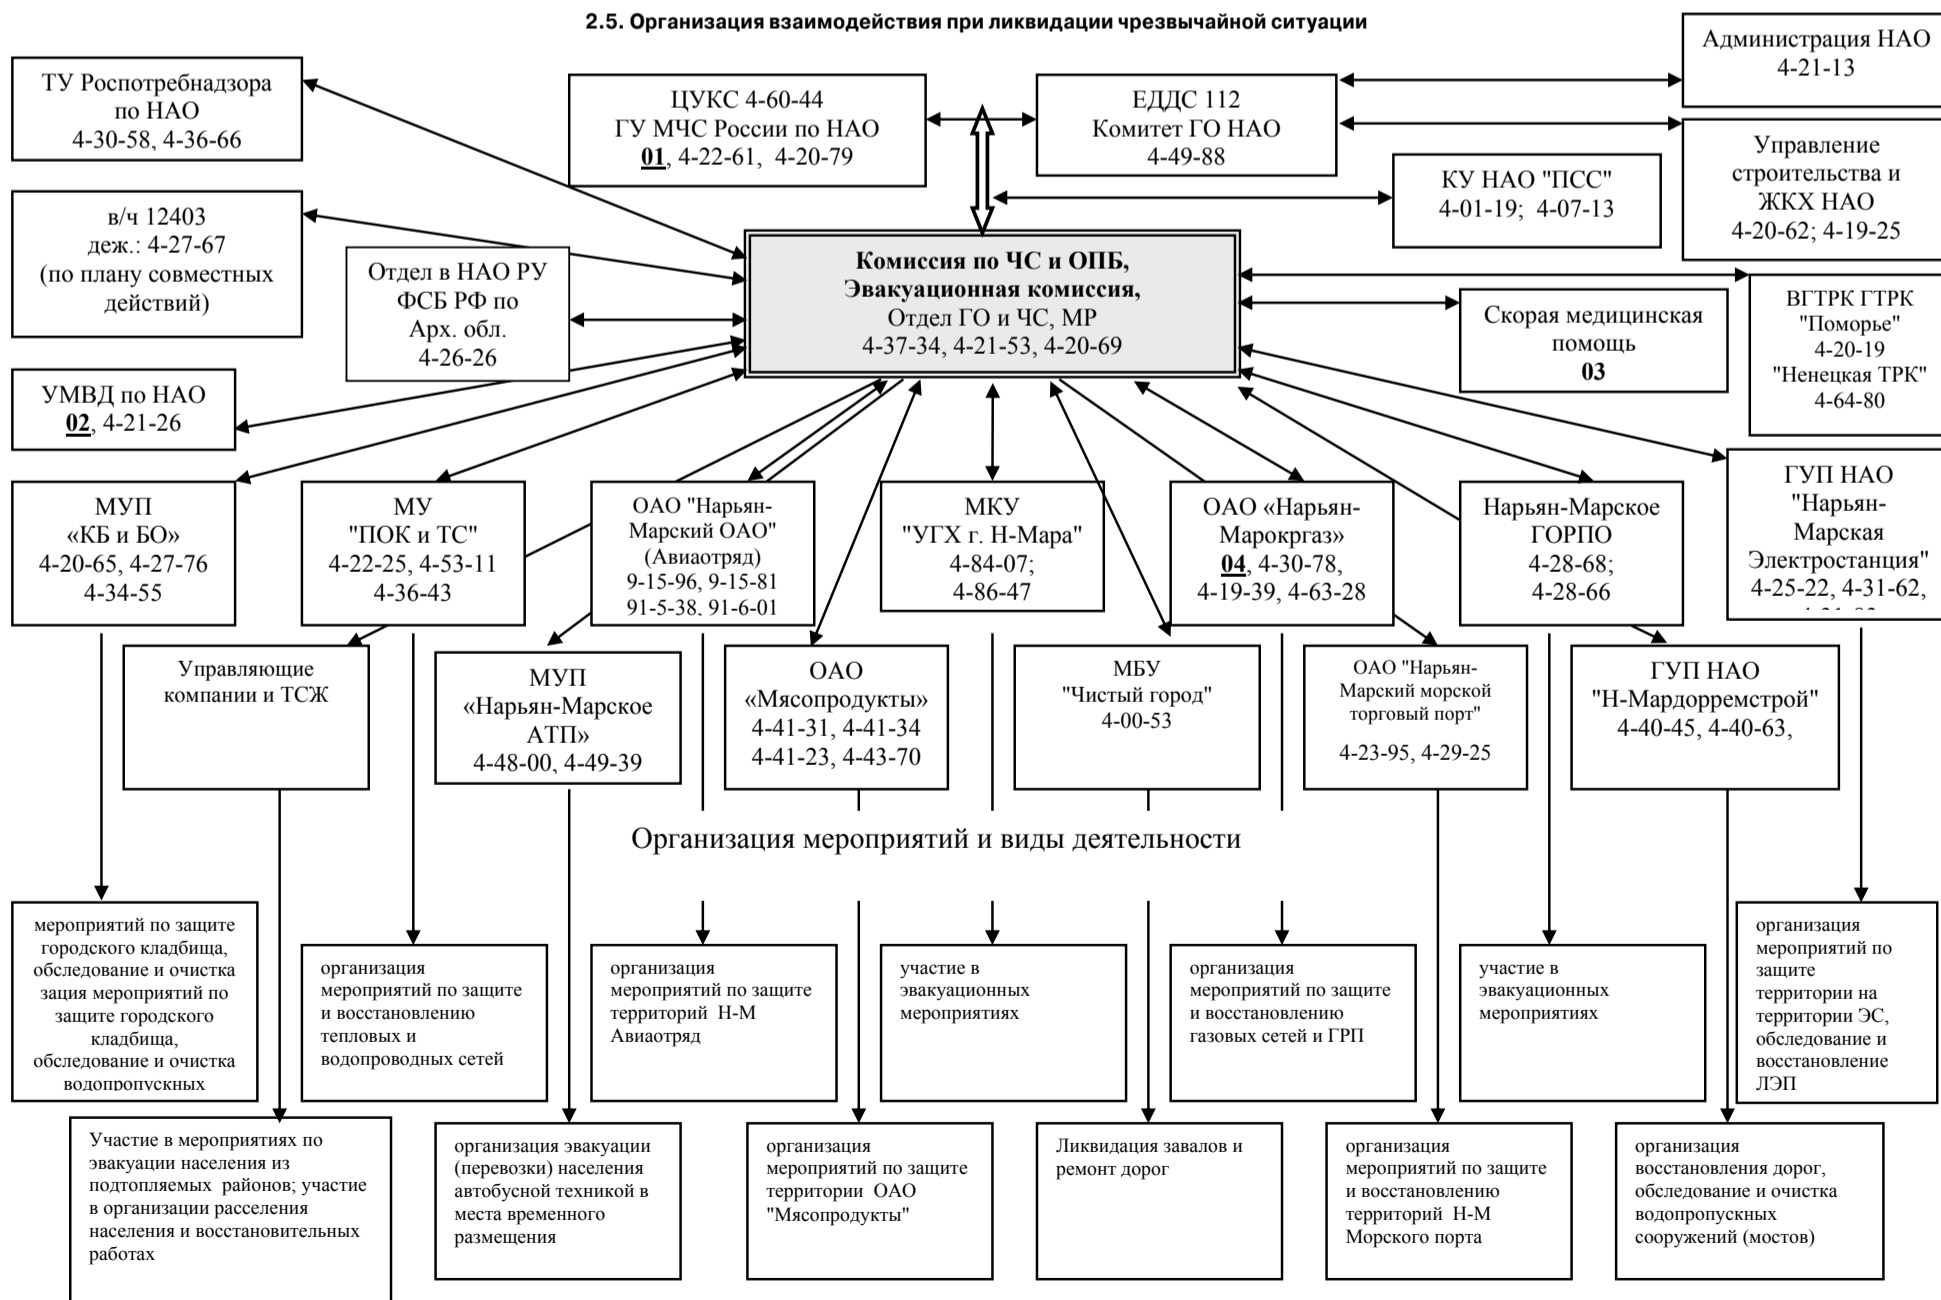 2.5. Организация взаимодействия при ликвидации чрезвычайной ситуации
ТУ Роспотребнадзора
по НАО
4-30-58, 4-36-66
ЦУКС 4-60-44
ГУ МЧС России по НАО
01, 4-22-61, 4-20-79
ЕДДС 112
Комитет ГО НАО
4-49-88
Администрация НАО
4-21-13
Управление
строительства и
ЖКХ НАО
4-20-62; 4-19-25
КУ НАО "ПСС"
4-01-19; 4-07-13
в/ч 12403
деж.: 4-27-67
(по плану совместных
действий)
Отдел в НАО РУ
ФСБ РФ по
Арх. обл.
4-26-26
Комиссия по ЧС и ОПБ,
Эвакуационная комиссия,
Отдел ГО и ЧС, МР
4-37-34, 4-21-53, 4-20-69
Скорая медицинская
помощь
03
ВГТРК ГТРК
"Поморье"
4-20-19
"Ненецкая ТРК"
4-64-80
УМВД по НАО
02, 4-21-26
МУП
«КБ и БО»
4-20-65, 4-27-76
4-34-55
МУ
"ПОК и ТС"
4-22-25, 4-53-11
4-36-43
ОАО "Нарьян-
Марский ОАО"
(Авиаотряд)
9-15-96, 9-15-81
91-5-38, 91-6-01
МКУ
"УГХ г. Н-Мара"
4-84-07;
4-86-47
ОАО «Нарьян-
Марокргаз»
04, 4-30-78,
4-19-39, 4-63-28
Нарьян-Марское
ГОРПО
4-28-68;
4-28-66
ГУП НАО
"Нарьян-
Марская
Электростанция"
4-25-22, 4-31-62,
Управляющие
компании и ТСЖ
МУП
«Нарьян-Марское
АТП»
4-48-00, 4-49-39
ОАО
«Мясопродукты»
4-41-31, 4-41-34
4-41-23, 4-43-70
МБУ
"Чистый город"
4-00-53
ОАО "Нарьян-
Марский морской
торговый порт"
4-23-95, 4-29-25
ГУП НАО
"Н-Мардорремстрой"
4-40-45, 4-40-63,
Организация мероприятий и виды деятельности
мероприятий по защите
городского кладбища,
обследование и очистка
зация мероприятий по
защите городского
кладбища,
обследование и очистка
водопропускных
организация
мероприятий по защите
и восстановлению
тепловых и
водопроводных сетей
организация
мероприятий по защите
территорий Н-М
Авиаотряд
участие в
эвакуационных
мероприятиях
организация
мероприятий по защите
и восстановлению
газовых сетей и ГРП
участие в
эвакуационных
мероприятиях
организация
мероприятий по
защите
территории на
территории ЭС,
обследование и
восстановление
ЛЭП
Участие в мероприятиях по
эвакуации населения из
подтопляемых районов; участие
в организации расселения
населения и восстановительных
работах
организация эвакуации
(перевозки) населения
автобусной техникой в
места временного
размещения
организация
мероприятий по защите
территории ОАО
"Мясопродукты"
Ликвидация завалов и
ремонт дорог
организация
мероприятий по защите
и восстановлению
территорий Н-М
Морского порта
организация
восстановления дорог,
обследование и очистка
водопропускных
сооружений (мостов)